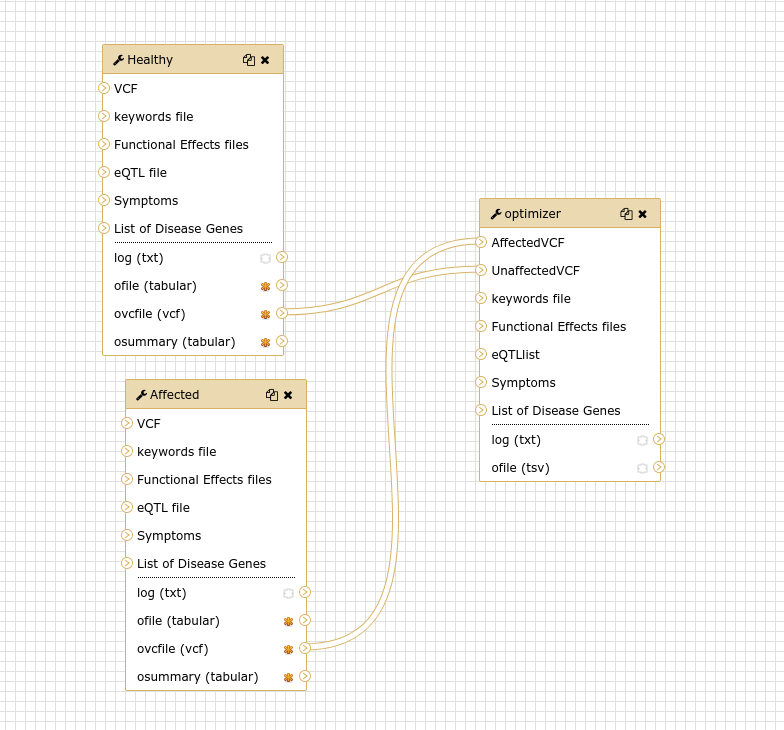 Healthy
VCF
keywords file
Functional Effects files
eQTL file
Symptoms
List of Disease Genes
log (txt)
ofile (tabular)
ovcfile (vcf)
osummary (tabular)
Affected
VCF
keywords file
Functional Effects files
eQTL file
Symptoms
List of Disease Genes
log (txt)
ofile (tabular)
ovcfile (vcf)
osummary (tabular)
optimizer
AffectedVCF
UnaffectedVCF
keywords file
Functional Effects files
eQTLlist
Symptoms
List of Disease Genes
log (txt)
ofile (tsv)